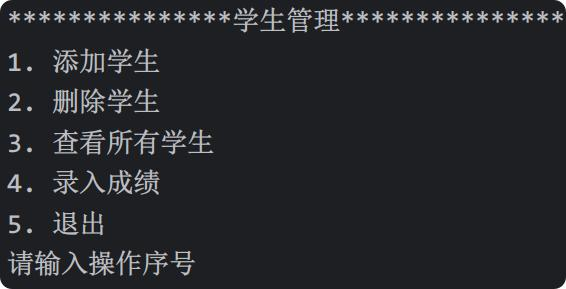 ***************学生管理***************
1. 添加学生
2. 删除学生
3. 查看所有学生
4. 录入成绩
5. 退出
请输入操作序号